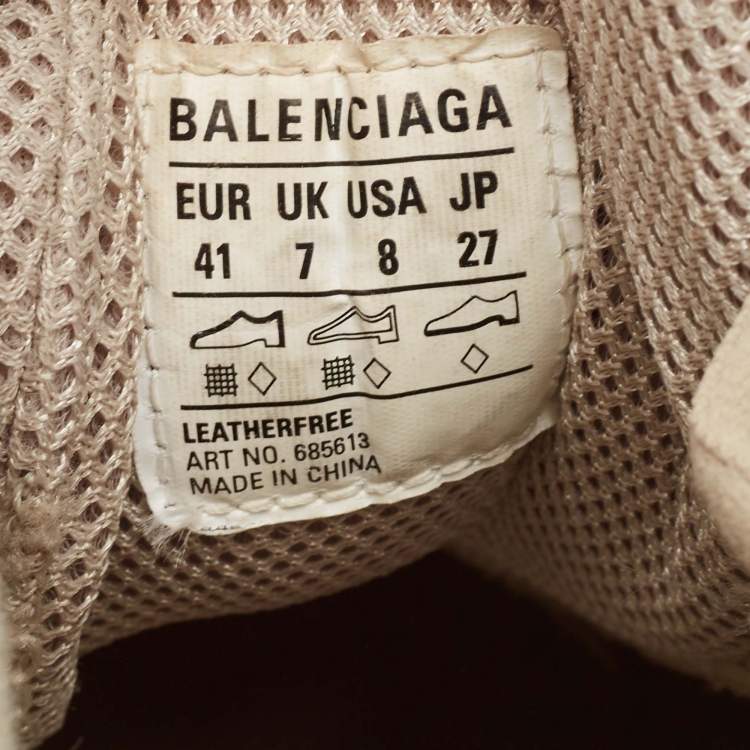 BALENCIAGA
EUR UK USA JP
41 7 8 27
LEATHERFREE
ART NO. 685613
MADE IN CHINA